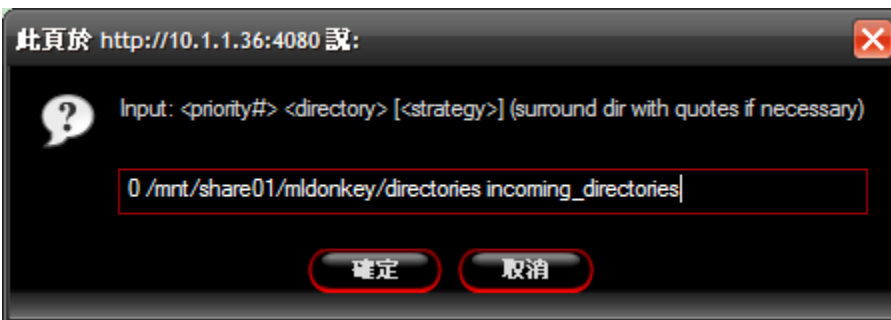 此頁於 http://10.1.1.36:4080 說:
Input: <priority#> <directory> [<strategy>] (surround dir with quotes if necessary)
0 /mnt/share01/mldonkey/directories incoming_directories
確定 取消